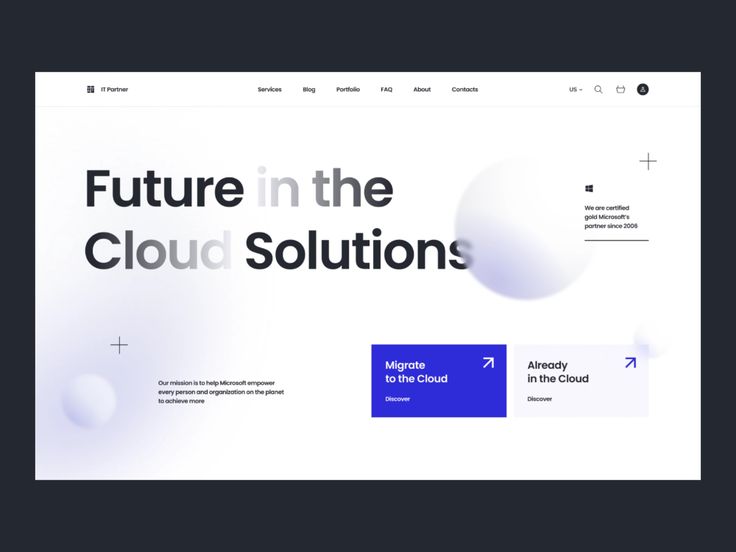 IT Partner
Services Blog Portfolio FAQ About Contacts
US
Future in the
Cloud Solutions
We are certified
gold Microsoft's
partner since 2006
Our mission is to help Microsoft empower
every person and organization on the planet
to achieve more
Migrate
to the Cloud
Discover
Already
in the Cloud
Discover